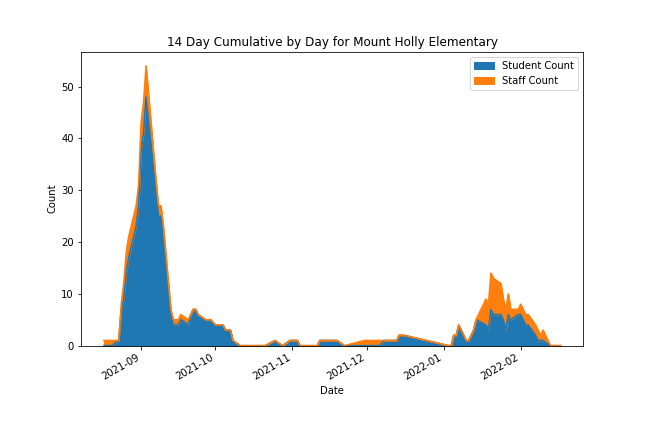 14 Day Cumulative by Day for Mount Holly Elementary
Student Count
Staff Count
Count
50
40
30
20
10
0
2021-09
2021-10
2021-11
2021-12
2022-01
2022-02
Date